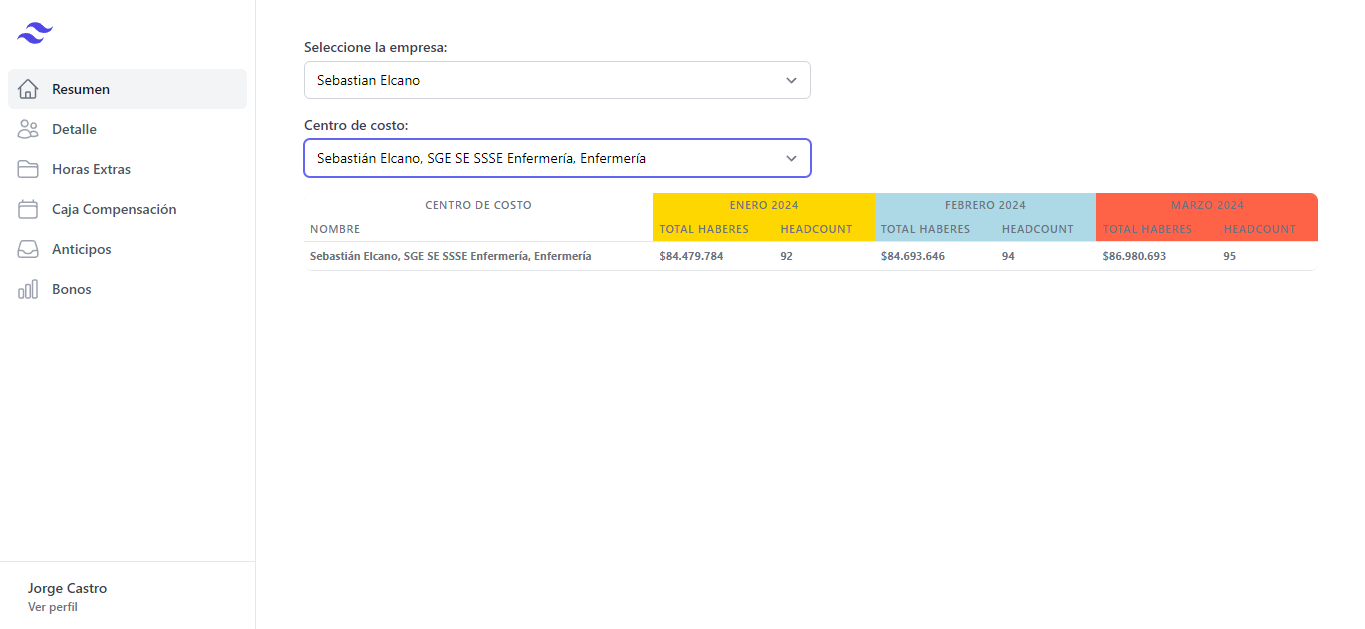 Resumen
Detalle
Horas Extras
Caja Compensación
Anticipos
Bonos
Jorge Castro
Ver perfil
Seleccione la empresa:
Sebastian Elcano
Centro de costo:
Sebastián Elcano, SGE SE SSSE Enfermería, Enfermería
CENTRO DE COSTO ENERO 2024 FEBRERO 2024 MARZO 2024
NOMBRE TOTAL HABERES HEADCOUNT TOTAL HABERES HEADCOUNT TOTAL HABERES HEADCOUNT
Sebastián Elcano, SGE SE SSSE Enfermería, Enfermería $84.479.784 92 $84.693.646 94 $86.980.693 95